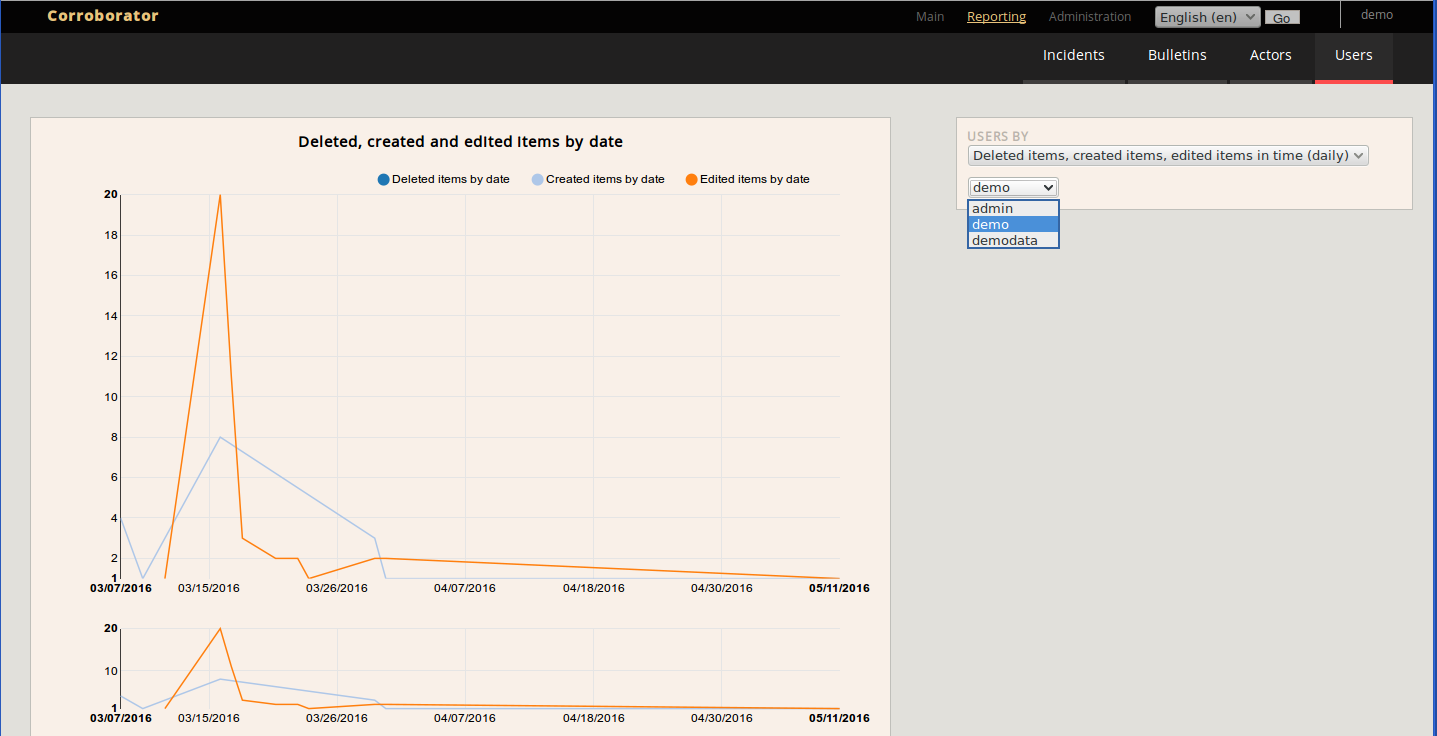 Corroborator
Main Reporting Administration English (en) Go demo
Incidents Bulletins Actors Users
Deleted, created and edited items by date
Deleted items by date Created items by date Edited items by date
20
18
16
14
12
10
8
6
4
2
1
03/07/2016 03/15/2016 03/26/2016 04/07/2016 04/18/2016 04/30/2016 05/11/2016
20
10
1
03/07/2016 03/15/2016 03/26/2016 04/07/2016 04/18/2016 04/30/2016 05/11/2016
USERS BY
Deleted items, created items, edited items in time (daily)
demo
admin
demo
demodata